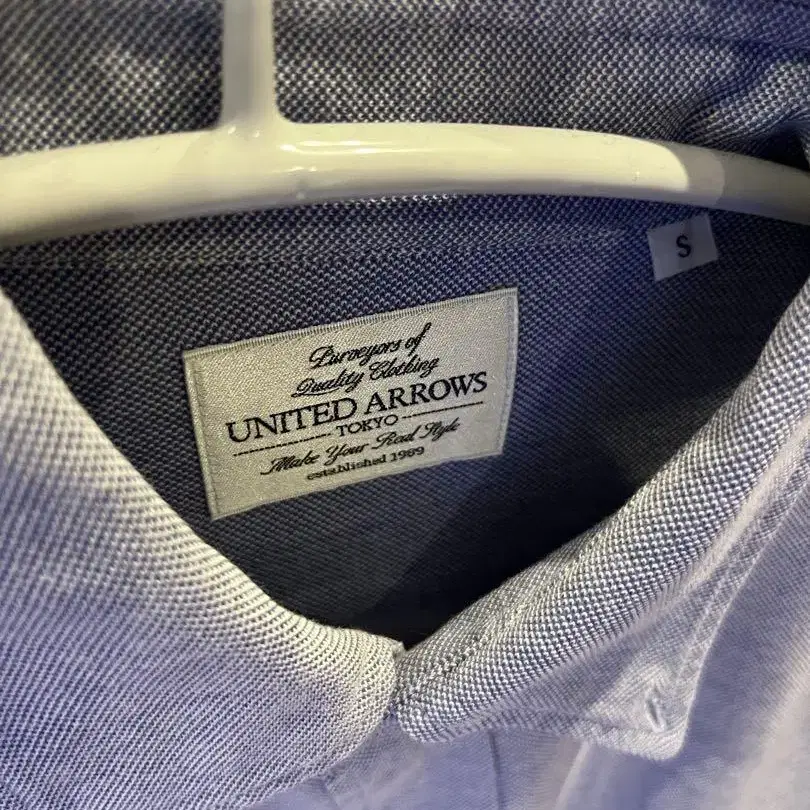 S
Purveyors of
Quality Clothing
UNITED ARROWS
TOKYO
Make Your Real Style
established 1989